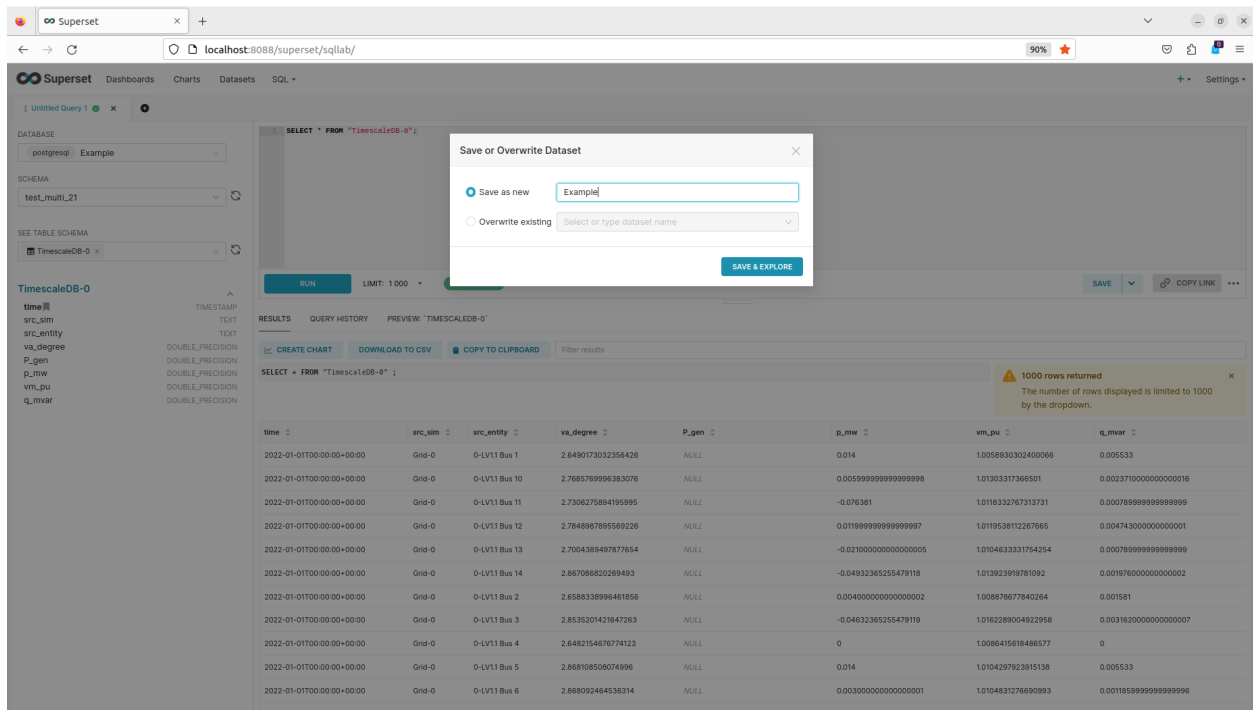 Superset
localhost:8088/superset/sqllab/
90%
Superset Dashboards Charts Datasets SQL
Settings
Untitled Query 1
DATABASE
postgresql Example
SCHEMA
test_multi_21
SEE TABLE SCHEMA
TimescaleDB-0
TimescaleDB-0
time TIMESTAMP
src_sim TEXT
src_entity TEXT
va_degree DOUBLE_PRECISION
P_gen DOUBLE_PRECISION
p_mw DOUBLE_PRECISION
vm_pu DOUBLE_PRECISION
q_mvar DOUBLE_PRECISION
1 SELECT * FROM "TimescaleDB-0";
Save or Overwrite Dataset
Save as new Example
Overwrite existing Select or type dataset name
SAVE & EXPLORE
RUN LIMIT: 1 000 SAVE COPY LINK
RESULTS QUERY HISTORY PREVIEW: `TIMESCALEDB-0`
CREATE CHART DOWNLOAD TO CSV COPY TO CLIPBOARD Filter results
SELECT * FROM "TimescaleDB-0" ;
1000 rows returned
The number of rows displayed is limited to 1000
by the dropdown.
time src_sim src_entity va_degree P_gen p_mw vm_pu q_mvar
2022-01-01T00:00:00+00:00 Grid-0 0-LV1.1 Bus 1 2.6490173032356426 NULL 0.014 1.0058930302400066 0.005533
2022-01-01T00:00:00+00:00 Grid-0 0-LV1.1 Bus 10 2.7685769996383076 NULL 0.005999999999999998 1.01303317366501 0.0023710000000000016
2022-01-01T00:00:00+00:00 Grid-0 0-LV1.1 Bus 11 2.7306275894195995 NULL -0.076381 1.0118332767313731 0.000789999999999999
2022-01-01T00:00:00+00:00 Grid-0 0-LV1.1 Bus 12 2.7848987895569226 NULL 0.011999999999999997 1.0119538112267665 0.004743000000000001
2022-01-01T00:00:00+00:00 Grid-0 0-LV1.1 Bus 13 2.7004389497877654 NULL -0.021000000000000005 1.0104633331754254 0.000789999999999999
2022-01-01T00:00:00+00:00 Grid-0 0-LV1.1 Bus 14 2.867086820269493 NULL -0.04932365255479118 1.013923919781092 0.001976000000000002
2022-01-01T00:00:00+00:00 Grid-0 0-LV1.1 Bus 2 2.6588338996461856 NULL 0.004000000000000002 1.008878677840264 0.001581
2022-01-01T00:00:00+00:00 Grid-0 0-LV1.1 Bus 3 2.8535201421647263 NULL -0.04632365255479119 1.0162289004922958 0.0031620000000000007
2022-01-01T00:00:00+00:00 Grid-0 0-LV1.1 Bus 4 2.6482154676774123 NULL 0 1.0086415618486577 0
2022-01-01T00:00:00+00:00 Grid-0 0-LV1.1 Bus 5 2.868108508074996 NULL 0.014 1.0104297923915138 0.005533
2022-01-01T00:00:00+00:00 Grid-0 0-LV1.1 Bus 6 2.868092464536314 NULL 0.003000000000000001 1.0104831276690993 0.0011859999999999996